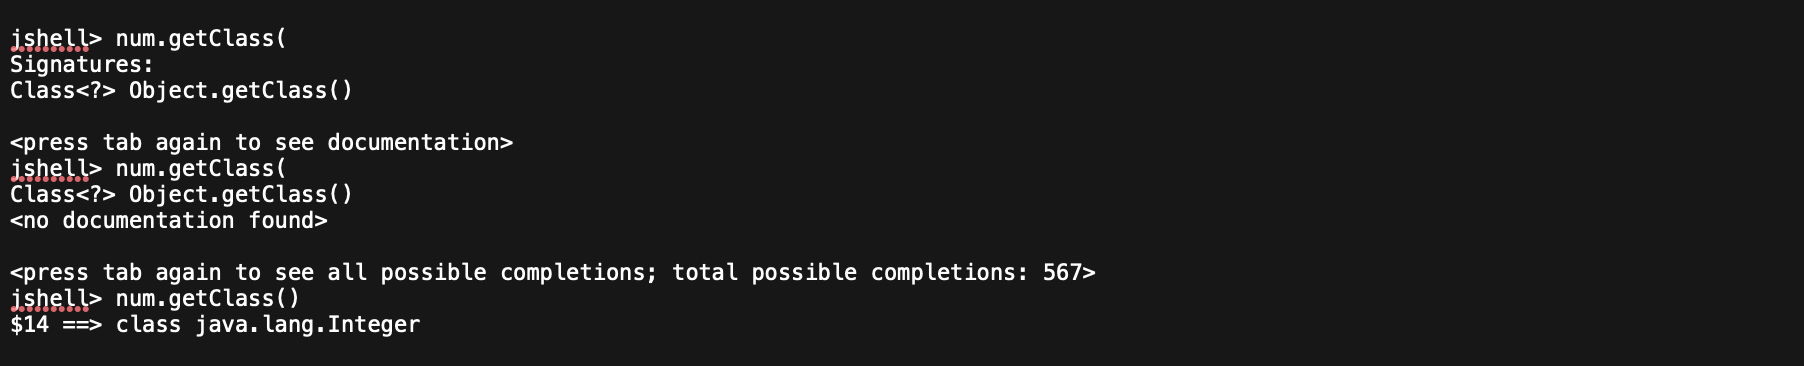 jshell> num.getClass(
Signatures:
Class<?> Object.getClass()
<press tab again to see documentation>
jshell> num.getClass(
Class<?> Object.getClass()
<no documentation found>
<press tab again to see all possible completions; total possible completions: 567>
jshell> num.getClass()
$14 ==> class java.lang.Integer